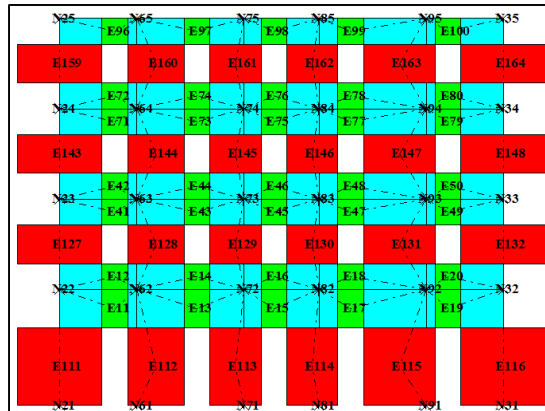 N25 N65 N75 N85 N95 N35
E96 E97 E98 E99 E100
E159 E160 E161 E162 E163 E164
E72 E74 E76 E78 E80
N24 N64 N74 N84 N94 N34
E71 E73 E75 E77 E79
E143 E144 E145 E146 E147 E148
E42 E44 E46 E48 E50
N23 N63 N73 N83 N93 N33
E41 E43 E45 E47 E49
E127 E128 E129 E130 E131 E132
E12 E14 E16 E18 E20
N22 N62 N72 N82 N92 N32
E11 E13 E15 E17 E19
E111 E112 E113 E114 E115 E116
N21 N61 N71 N81 N91 N31